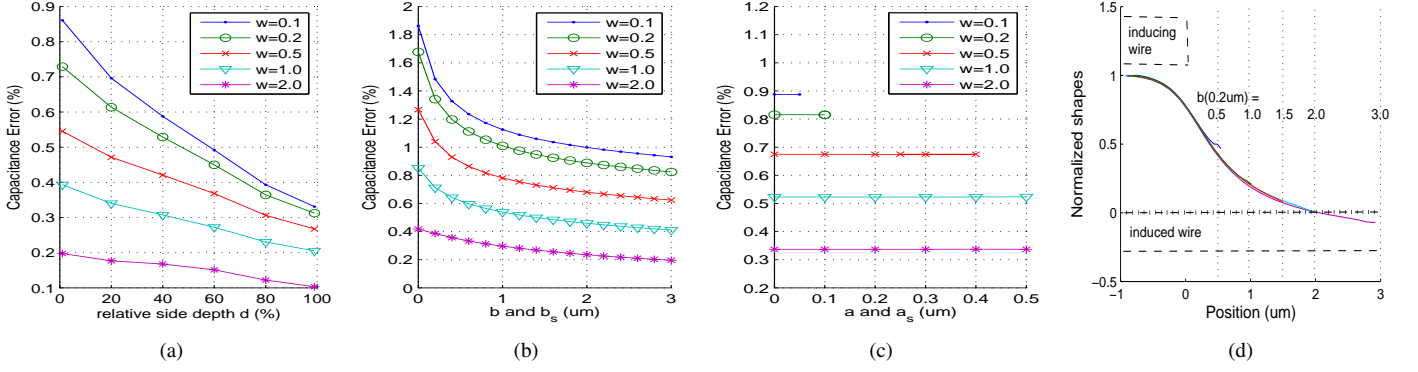 0.9
0.8
0.7
0.6
0.5
0.4
0.3
0.2
0.1
Capacitance Error (%)
w=0.1
w=0.2
w=0.5
w=1.0
w=2.0
0 20 40 60 80 100
relative side depth d (%)
(a)
2
1.8
1.6
1.4
1.2
1
0.8
0.6
0.4
0.2
0
Capacitance Error (%)
w=0.1
w=0.2
w=0.5
w=1.0
w=2.0
0 1 2 3
b and b_s (um)
(b)
1.2
1.1
1
0.9
0.8
0.7
0.6
0.5
0.4
0.3
0.2
Capacitance Error (%)
w=0.1
w=0.2
w=0.5
w=1.0
w=2.0
0 0.1 0.2 0.3 0.4 0.5
a and a_s (um)
(c)
1.5
1
0.5
0
−0.5
Normalized shapes
inducing
wire
b(0.2um) =
0.5 1.0 1.5 2.0 3.0
induced wire
−1 0 1 2 3
Position (um)
(d)